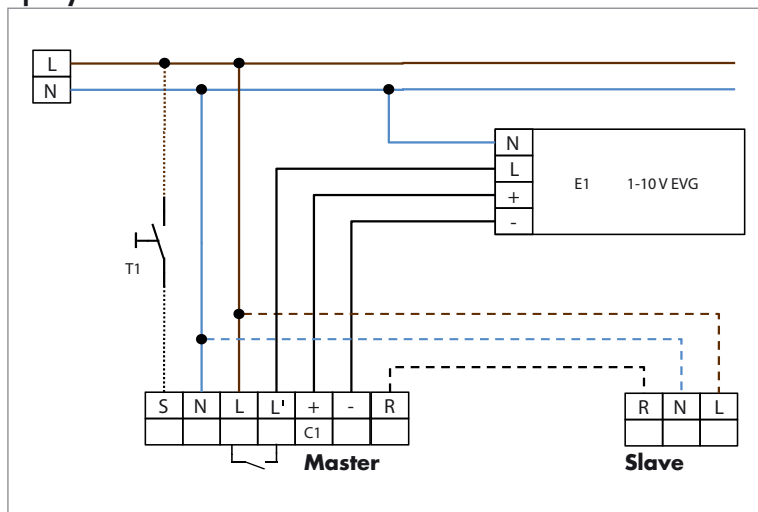 L
N
N
L
+
-
E1 1-10 V EVG
T1
S N L L' + - R
C1
R N L
Master
Slave